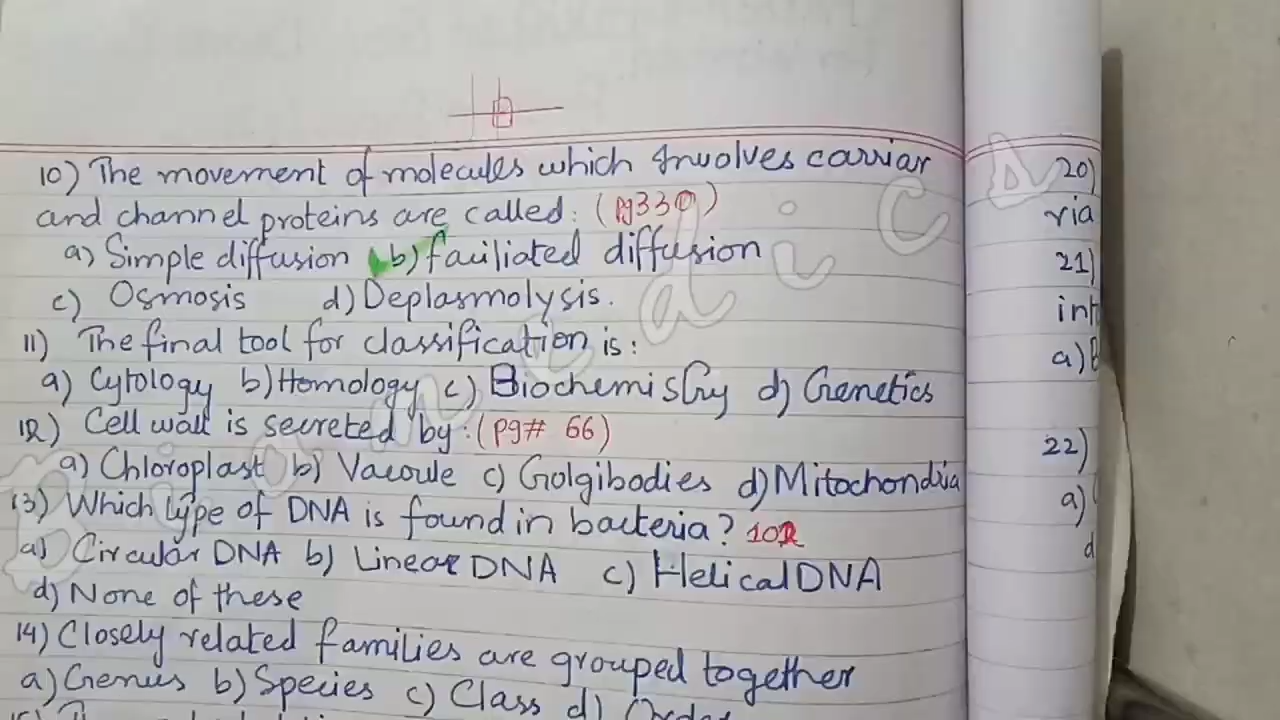 10) The movement of molecules which involves carriar
and channel proteins are called: (pg330)
a) Simple diffusion b) fauiliated diffusion
c) Osmosis d) Deplasmolysis.
11) The final tool for classification is:
a) Cytology b) Homology c) Biochemistry d) Genetics
12) Cell wall is secreted by: (pg# 66)
a) Chloroplast b) Vacoule c) Golgibodies d) Mitochondria
13) Which type of DNA is found in bacteria? 102
a) Circular DNA b) Linear DNA c) Helical DNA
d) None of these
14) Closely related families are grouped together
a) Genus b) Species c) Class d) Order
20)
ria
21)
int
a)
22)
a)
d